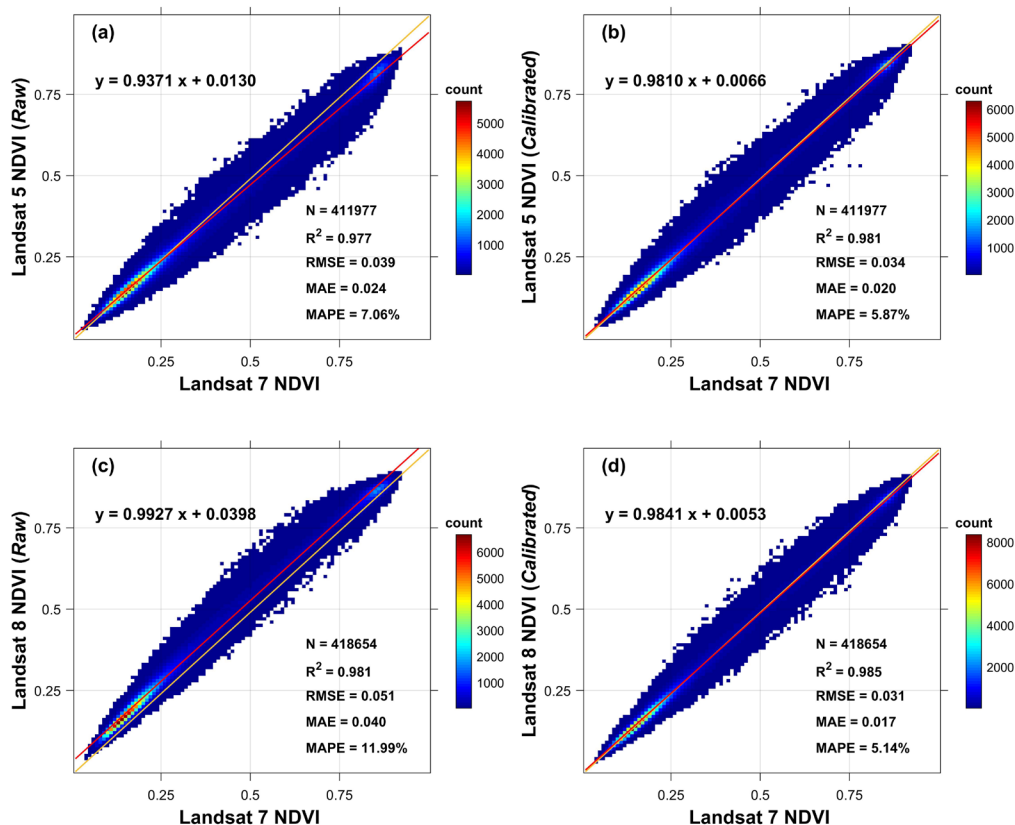 (a)
y = 0.9371 x + 0.0130
Landsat 5 NDVI (Raw)
0.75
0.5
0.25
N = 411977
R² = 0.977
RMSE = 0.039
MAE = 0.024
MAPE = 7.06%
0.25 0.5 0.75
Landsat 7 NDVI
count
5000
4000
3000
2000
1000
(b)
y = 0.9810 x + 0.0066
Landsat 5 NDVI (Calibrated)
0.75
0.5
0.25
N = 411977
R² = 0.981
RMSE = 0.034
MAE = 0.020
MAPE = 5.87%
0.25 0.5 0.75
Landsat 7 NDVI
count
6000
5000
4000
3000
2000
1000
(c)
y = 0.9927 x + 0.0398
Landsat 8 NDVI (Raw)
0.75
0.5
0.25
N = 418654
R² = 0.981
RMSE = 0.051
MAE = 0.040
MAPE = 11.99%
0.25 0.5 0.75
Landsat 7 NDVI
count
6000
5000
4000
3000
2000
1000
(d)
y = 0.9841 x + 0.0053
Landsat 8 NDVI (Calibrated)
0.75
0.5
0.25
N = 418654
R² = 0.985
RMSE = 0.031
MAE = 0.017
MAPE = 5.14%
0.25 0.5 0.75
Landsat 7 NDVI
count
8000
6000
4000
2000